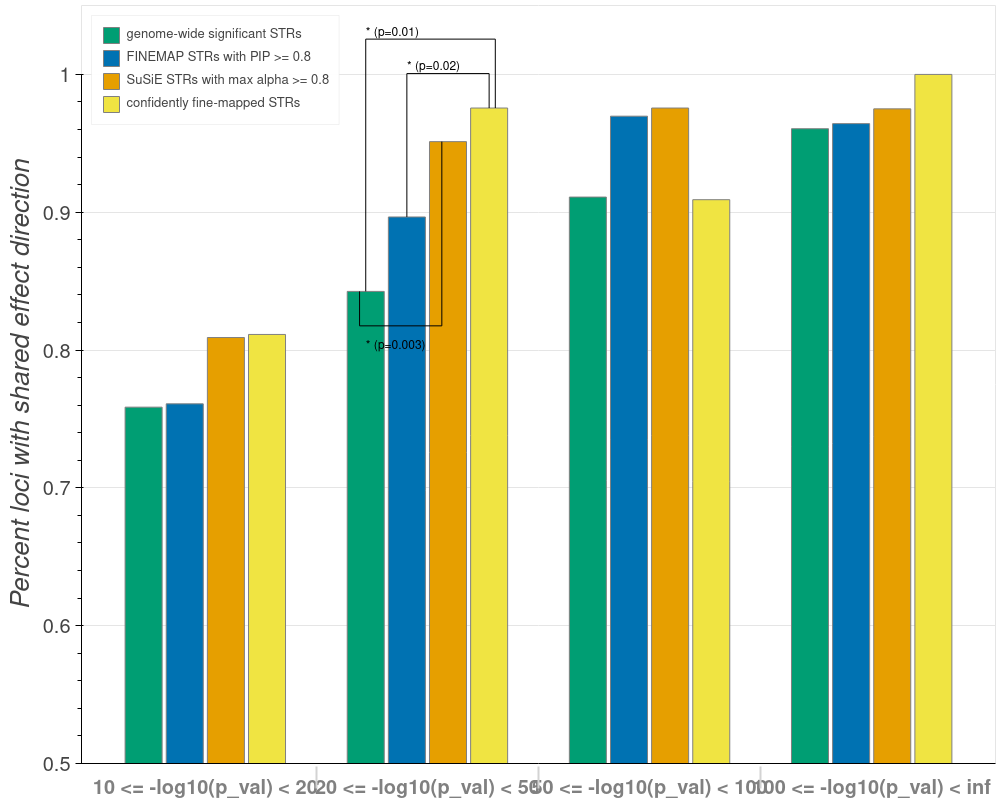 genome-wide significant STRs
FINEMAP STRs with PIP >= 0.8
SuSiE STRs with max alpha >= 0.8
confidently fine-mapped STRs
* (p=0.01)
* (p=0.02)
* (p=0.003)
Percent loci with shared effect direction
1
0.9
0.8
0.7
0.6
0.5
10 <= -log10(p_val) < 20
20 <= -log10(p_val) < 50
50 <= -log10(p_val) < 100
100 <= -log10(p_val) < inf